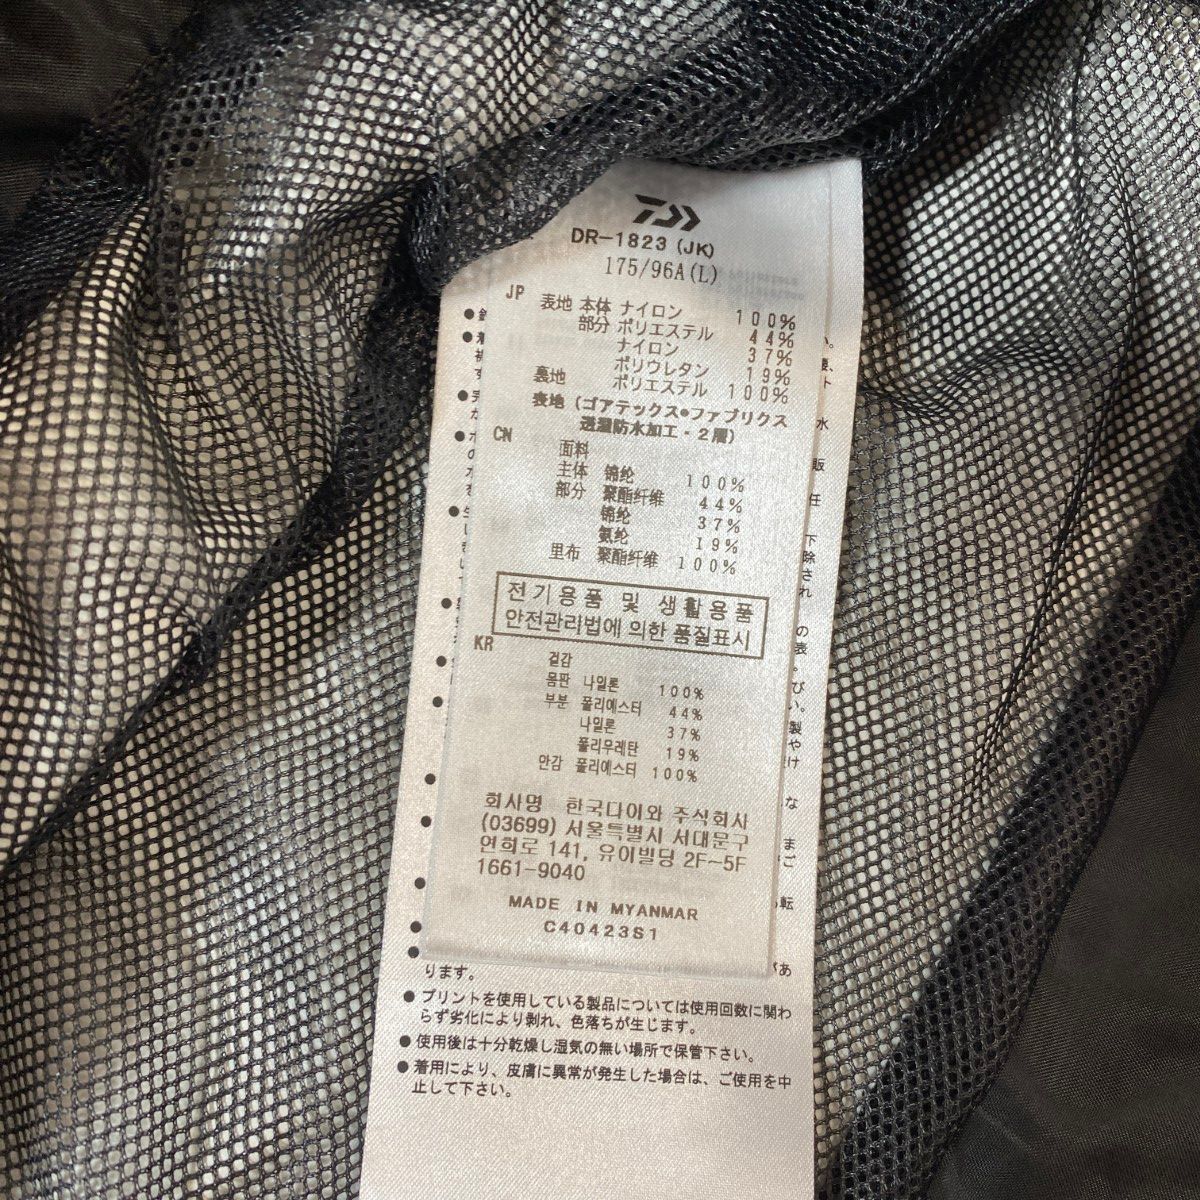 DR-1823 (JK)
175/96A(L)
JP 表地 本体 ナイロン 100%
部分 ポリエステル 44%
ナイロン 37%
ポリウレタン 19%
裏地 ポリエステル 100%
表地(ゴアテックス•ファブリクス
透湿防水加工・2層)
CN 面料
主体 锦纶 100%
部分 聚酯纤维 44%
锦纶 37%
氨纶 19%
里布 聚酯纤维 100%
전기용품 및 생활용품
안전관리법에 의한 품질표시
KR 겉감
몸판 나일론 100%
부분 폴리에스터 44%
나일론 37%
폴리우레탄 19%
안감 폴리에스터 100%
회사명 한국다이와 주식회사
(03699) 서울특별시 서대문구
연희로 141, 유이빌딩 2F~5F
1661-9040
MADE IN MYANMAR
C40423S1
ります。
●プリントを使用している製品については使用回数に関わ
らず劣化により剥れ、色落ちが生じます。
●使用後は十分乾燥し湿気の無い場所で保管下さい。
●着用により、皮膚に異常が発生した場合は、ご使用を中
止して下さい。